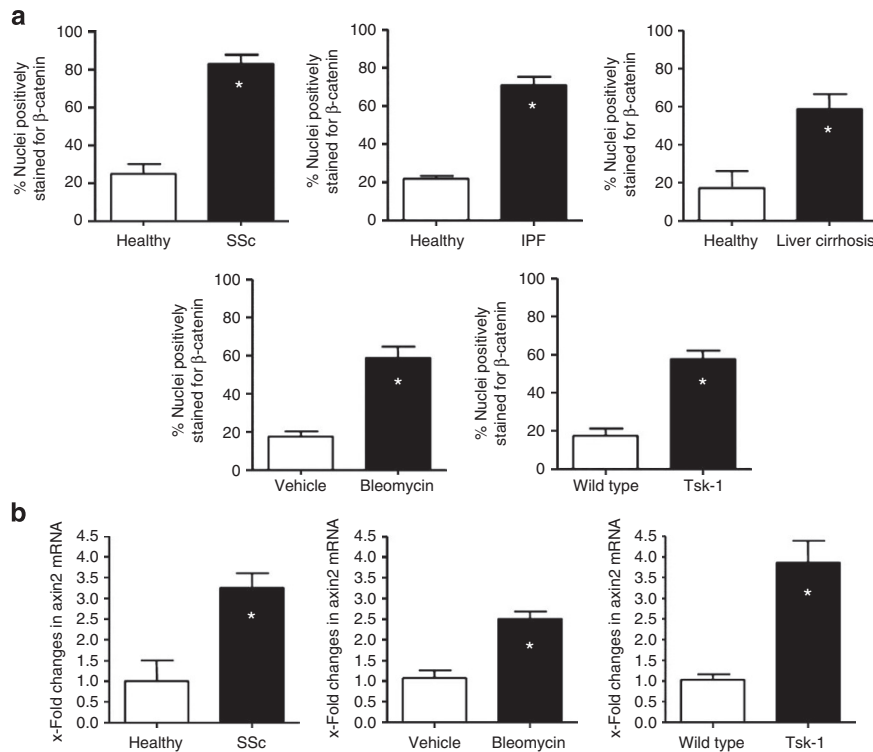 a
% Nuclei positively
stained for β-catenin
100
80
60
40
20
0
*
Healthy SSc
% Nuclei positively
stained for β-catenin
100
80
60
40
20
0
*
Healthy IPF
% Nuclei positively
stained for β-catenin
100
80
60
40
20
0
*
Healthy Liver cirrhosis
% Nuclei positively
stained for β-catenin
100
80
60
40
20
0
*
Vehicle Bleomycin
% Nuclei positively
stained for β-catenin
100
80
60
40
20
0
*
Wild type Tsk-1
b
x-Fold changes in axin2 mRNA
4.5
4.0
3.5
3.0
2.5
2.0
1.5
1.0
0.5
0.0
*
Healthy SSc
x-Fold changes in axin2 mRNA
4.5
4.0
3.5
3.0
2.5
2.0
1.5
1.0
0.5
0.0
*
Vehicle Bleomycin
x-Fold changes in axin2 mRNA
4.5
4.0
3.5
3.0
2.5
2.0
1.5
1.0
0.5
0.0
*
Wild type Tsk-1